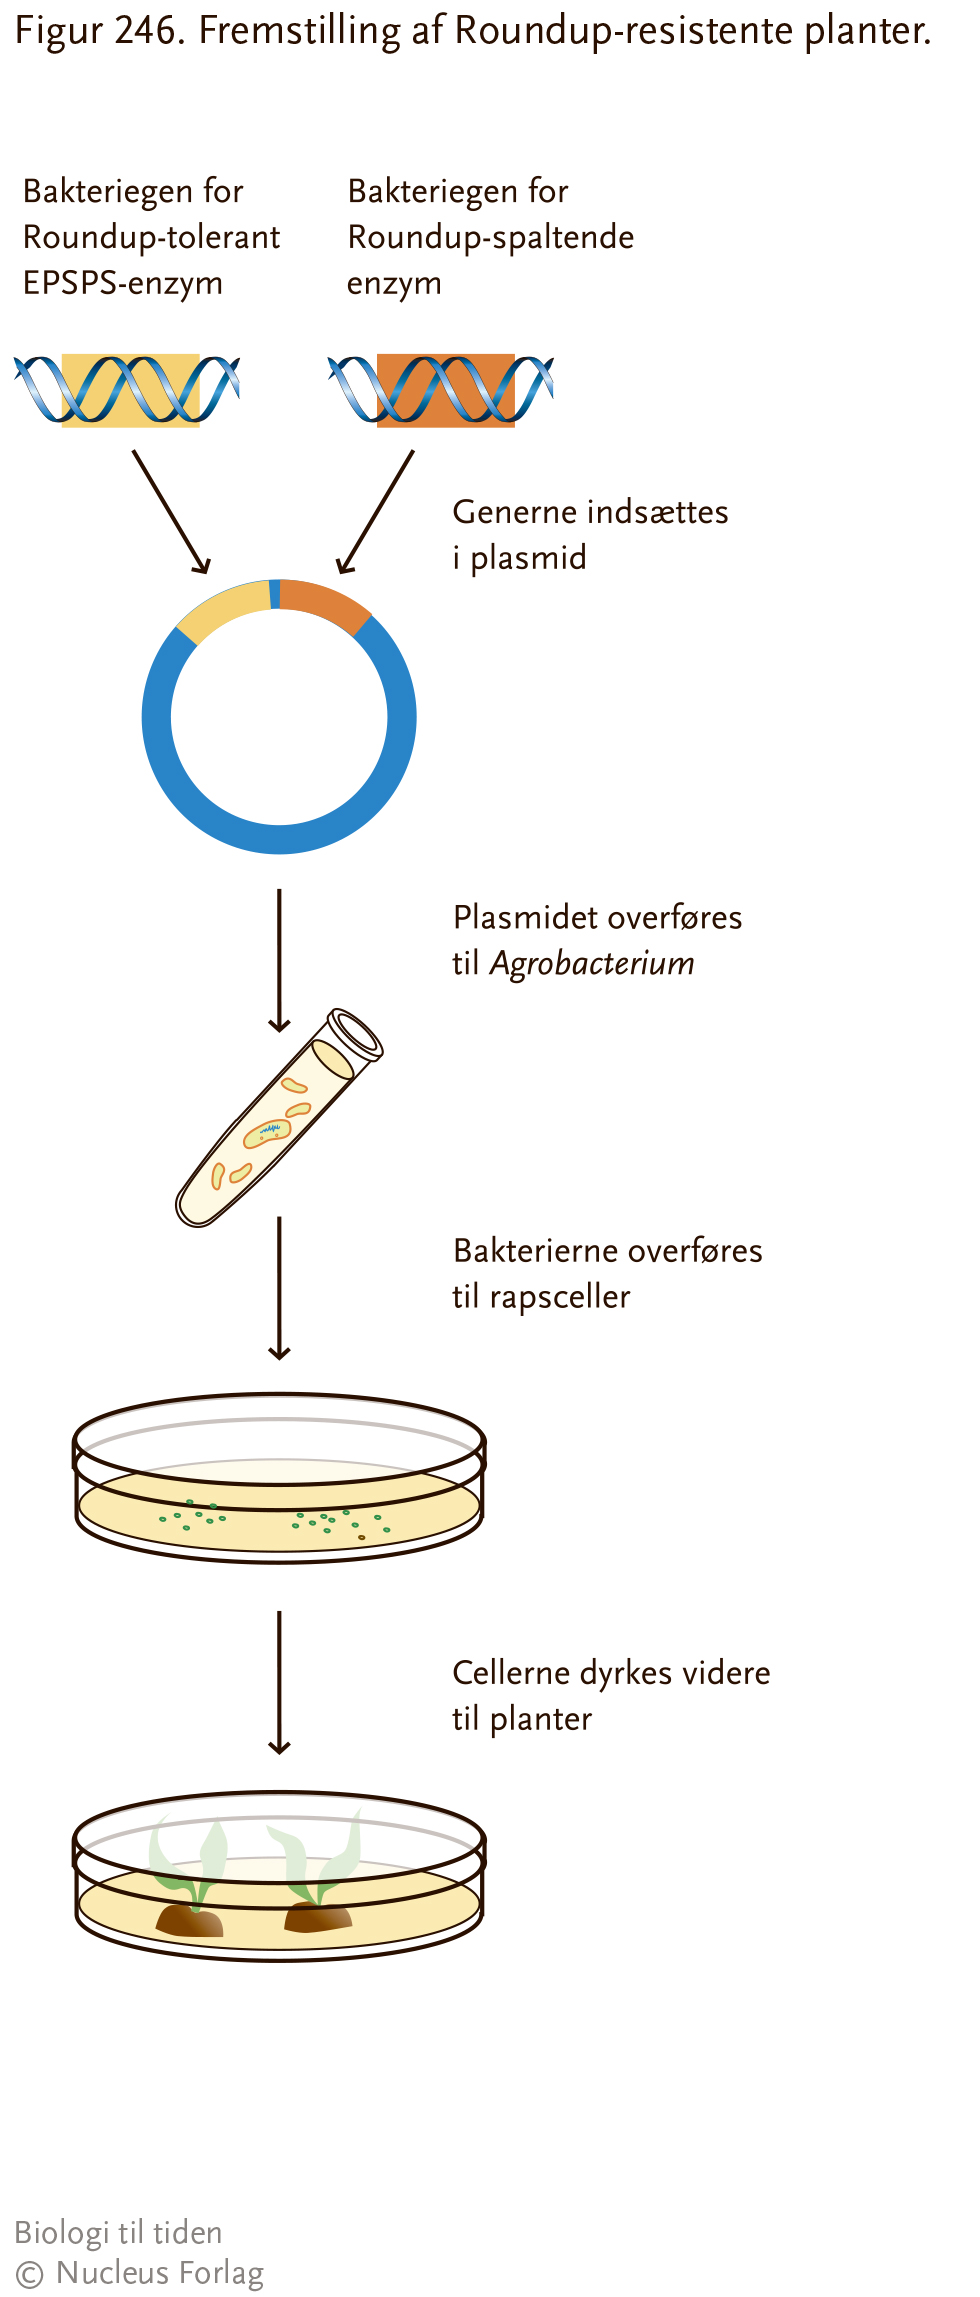 Figur 246. Fremstilling af Roundup-resistente planter.
Bakteriegen for
Roundup-tolerant
EPSPS-enzym
Bakteriegen for
Roundup-spaltende
enzym
Generne indsættes
i plasmid
Plasmidet overføres
til Agrobacterium
Bakterierne overføres
til rapsceller
Cellerne dyrkes videre
til planter
Biologi til tiden
© Nucleus Forlag